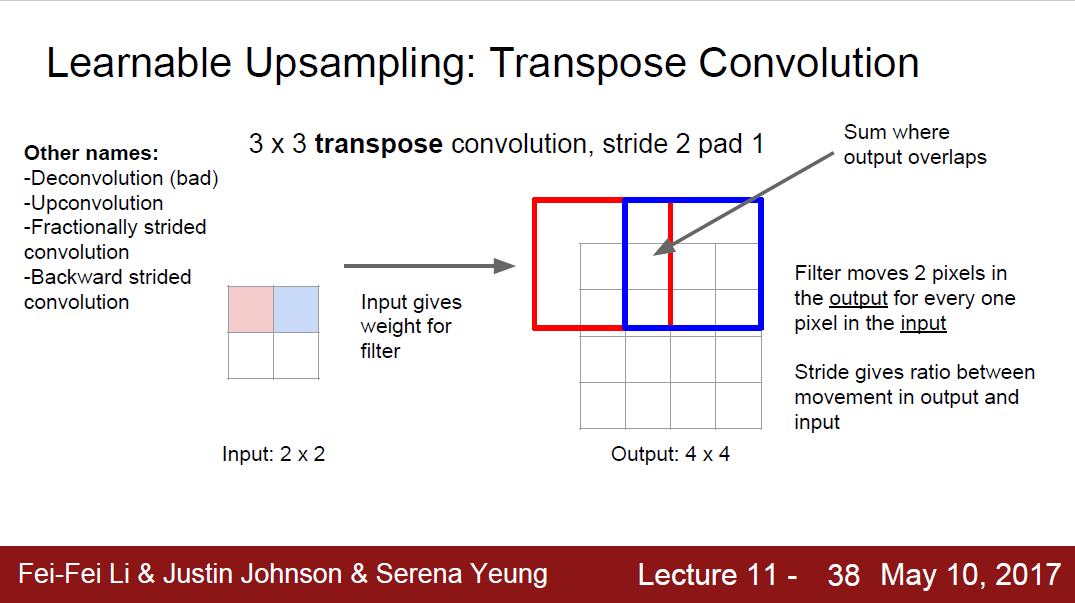 Learnable Upsampling: Transpose Convolution
Other names:
-Deconvolution (bad)
-Upconvolution
-Fractionally strided
convolution
-Backward strided
convolution
3 x 3 transpose convolution, stride 2 pad 1
Sum where
output overlaps
Input gives
weight for
filter
Filter moves 2 pixels in
the output for every one
pixel in the input
Stride gives ratio between
movement in output and
input
Input: 2 x 2
Output: 4 x 4
Fei-Fei Li & Justin Johnson & Serena Yeung
Lecture 11 - 38 May 10, 2017